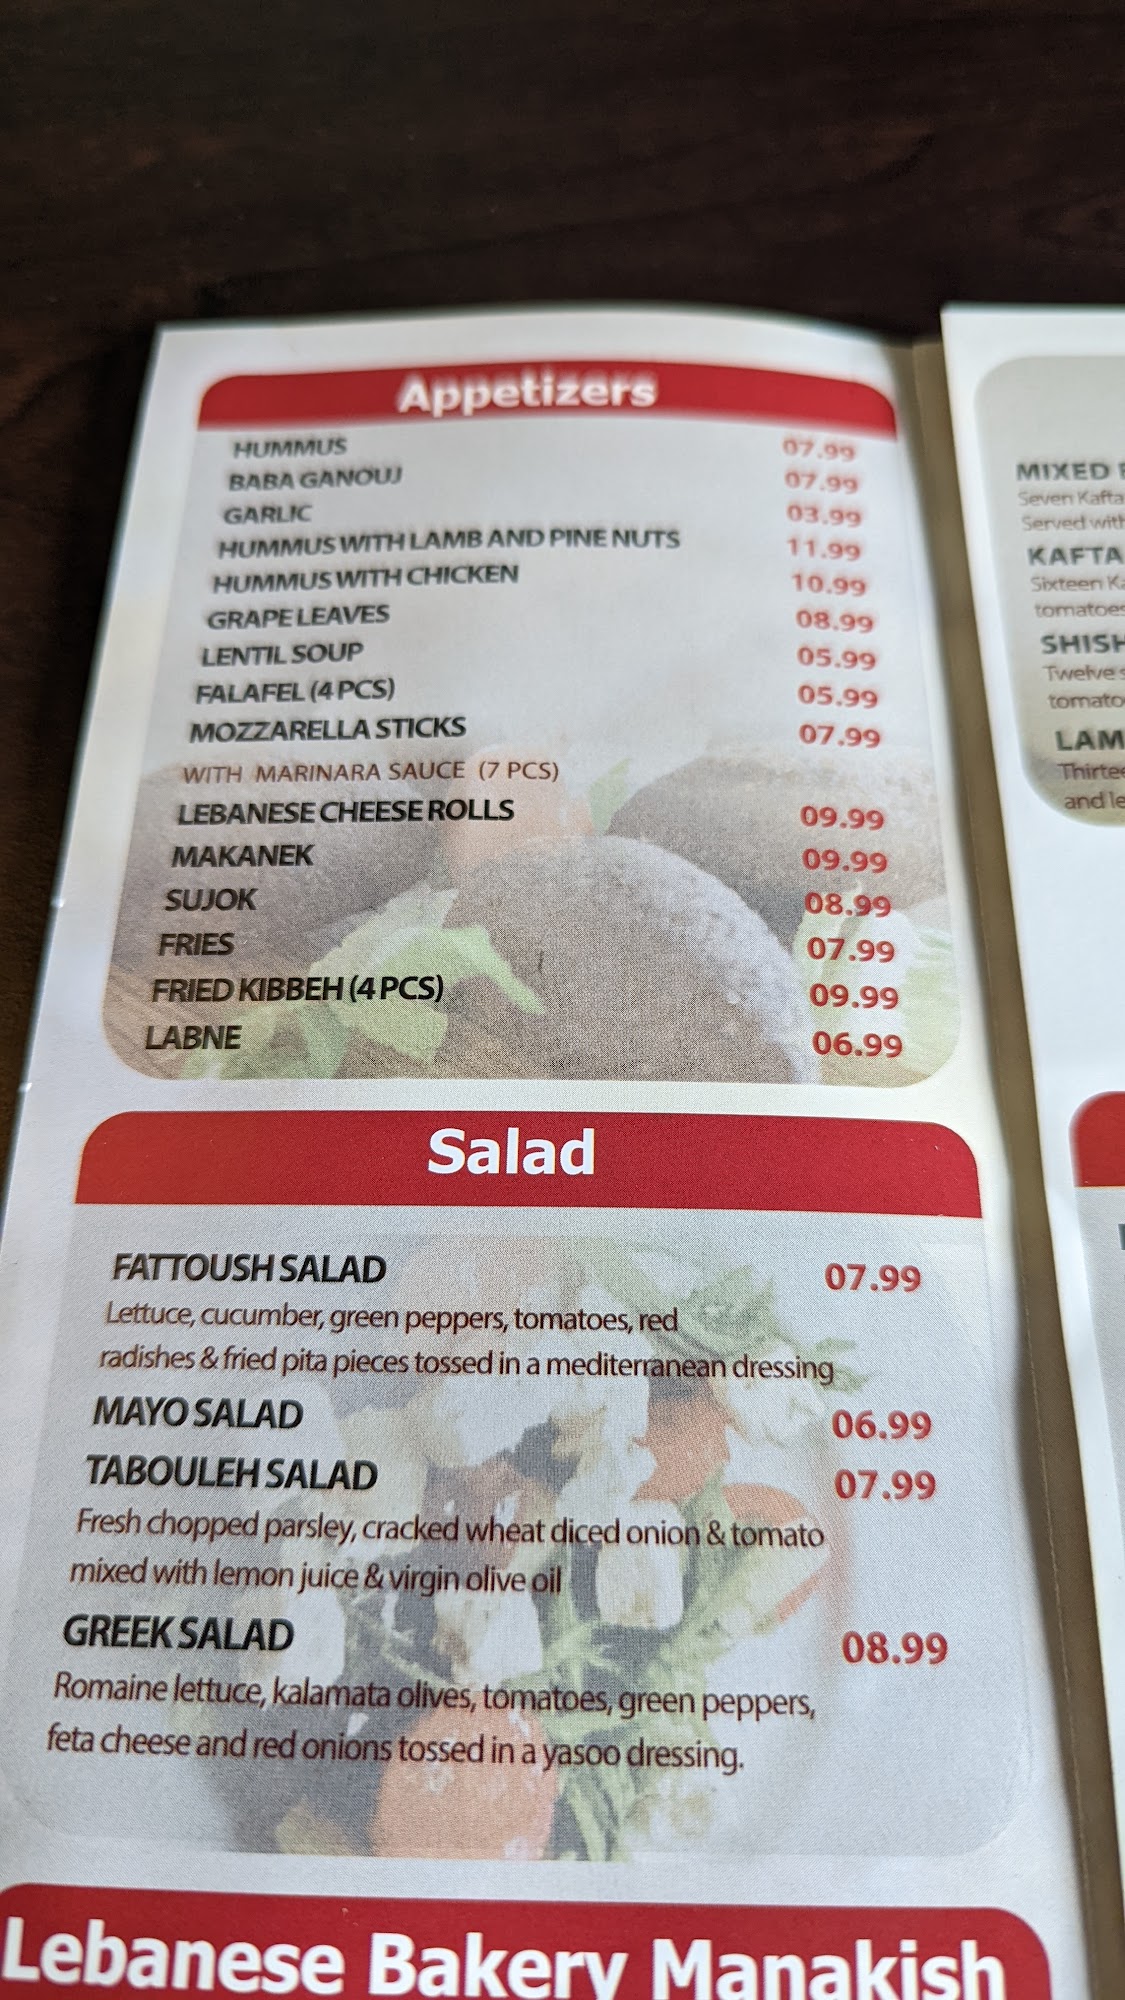 Appetizers
HUMMUS 07.99
BABA GANOUJ 07.99
GARLIC 03.99
HUMMUS WITH LAMB AND PINE NUTS 11.99
HUMMUS WITH CHICKEN 10.99
GRAPE LEAVES 08.99
LENTIL SOUP 05.99
FALAFEL (4 PCS) 05.99
MOZZARELLA STICKS 07.99
WITH MARINARA SAUCE (7 PCS)
LEBANESE CHEESE ROLLS 09.99
MAKANEK 09.99
SUJOK 08.99
FRIES 07.99
FRIED KIBBEH (4 PCS) 09.99
LABNE 06.99
Salad
FATTOUSH SALAD 07.99
Lettuce, cucumber, green peppers, tomatoes, red
radishes & fried pita pieces tossed in a mediterranean dressing
MAYO SALAD 06.99
TABOULEH SALAD 07.99
Fresh chopped parsley, cracked wheat diced onion & tomato
mixed with lemon juice & virgin olive oil
GREEK SALAD 08.99
Romaine lettuce, kalamata olives, tomatoes, green peppers,
feta cheese and red onions tossed in a yasoo dressing.
Lebanese Bakery Manakish
MIXED
Seven Kafta
Served with
KAFTA
Sixteen
tomatoes
SHISH
Twelve
KAFTA